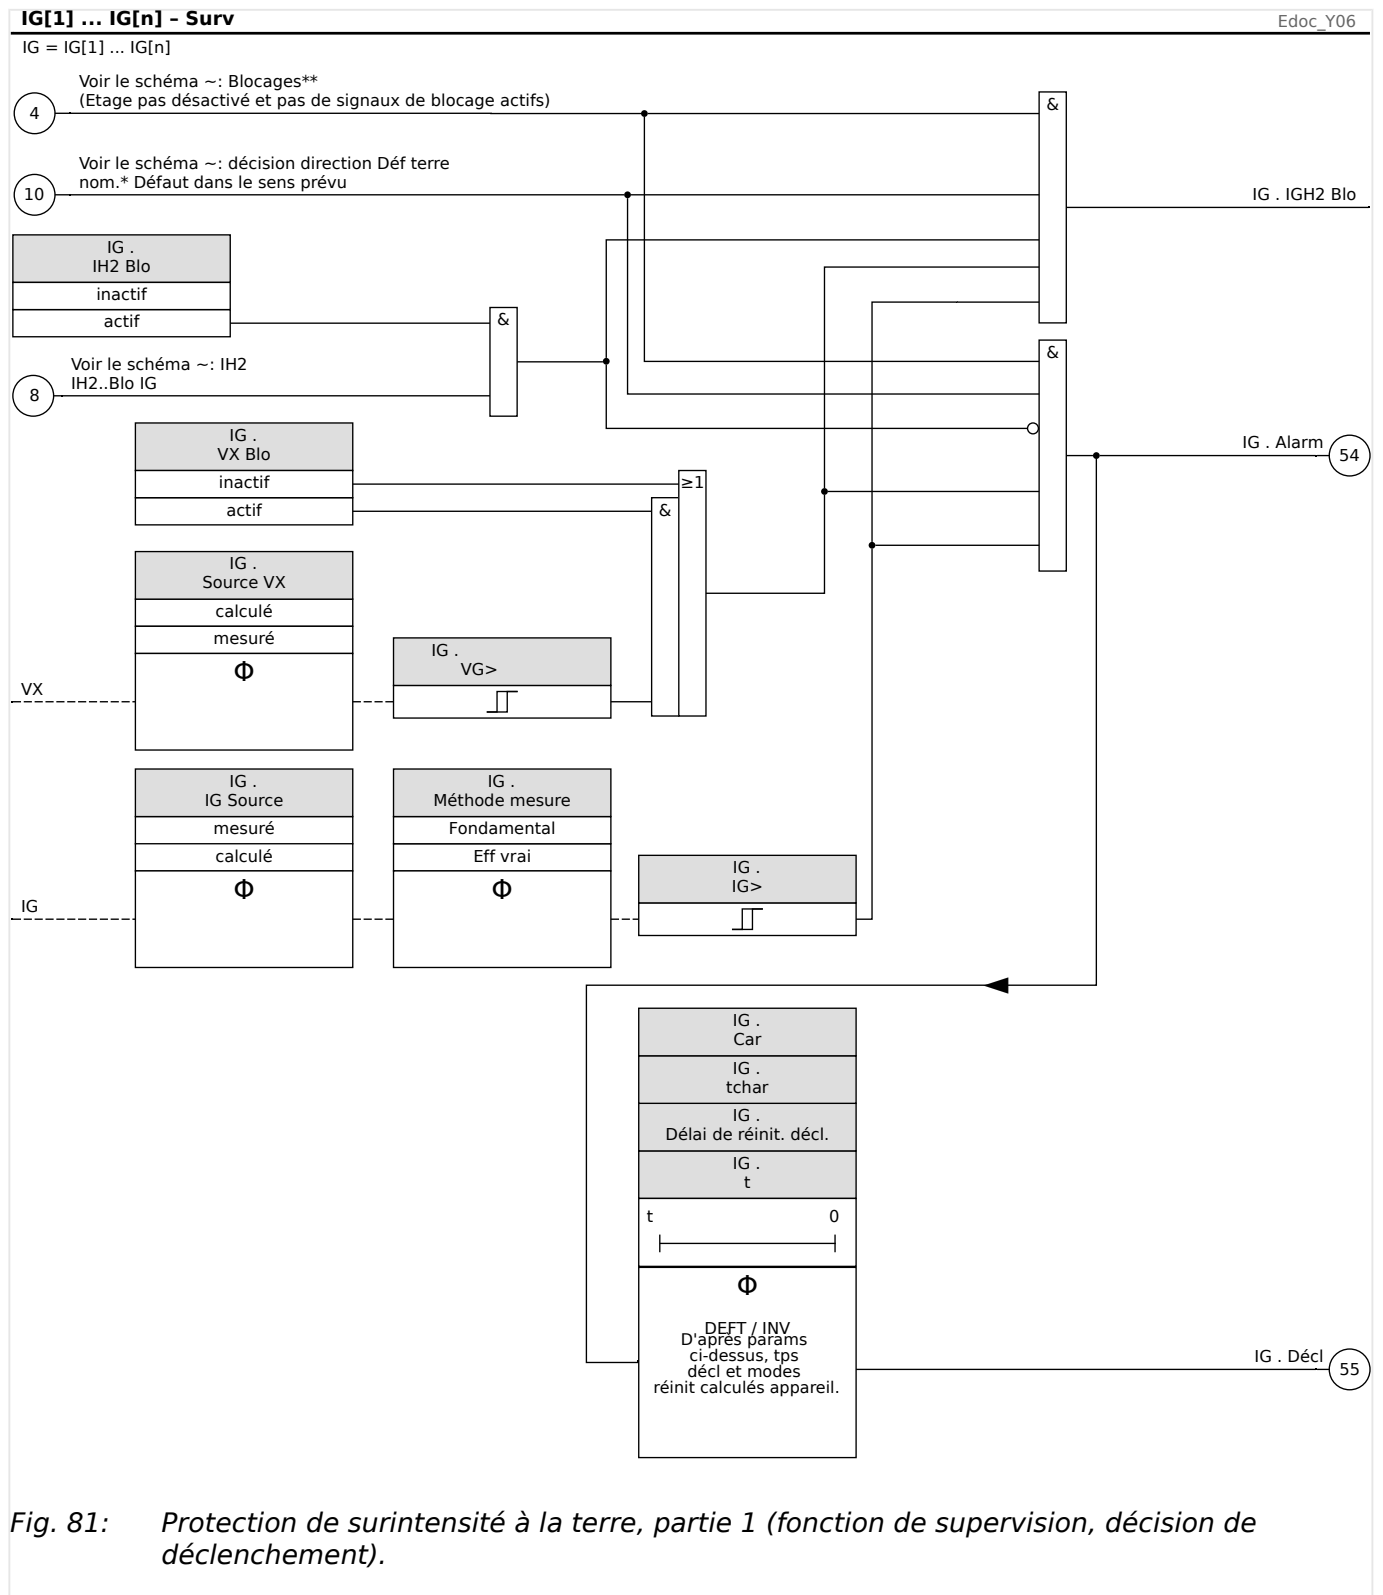 IG[1] ... IG[n] – Surv
Edoc_Y06
IG = IG[1] ... IG[n]
Voir le schéma ~: Blocages**
(Etage pas désactivé et pas de signaux de blocage actifs)
4
&
Voir le schéma ~: décision direction Déf terre
nom.* Défaut dans le sens prévu
10
IG . IGH2 Blo
IG .
IH2 Blo
inactif
actif
&
Voir le schéma ~: IH2
IH2..Blo IG
8
&
IG . Alarm
54
IG .
VX Blo
inactif
actif
≥1
&
IG .
Source VX
calculé
mesuré
Φ
VX
IG .
VG>
IG .
IG Source
mesuré
calculé
Φ
IG
IG .
Méthode mesure
Fondamental
Eff vrai
Φ
IG .
IG>
IG .
Car
IG .
tchar
IG .
Délai de réinit. décl.
IG .
t
t 0
Φ
DEFT / INV
D'après params
ci-dessus, tps
décl et modes
réinit calculés appareil.
IG . Décl
55
Fig. 81: Protection de surintensité à la terre, partie 1 (fonction de supervision, décision de
déclenchement).